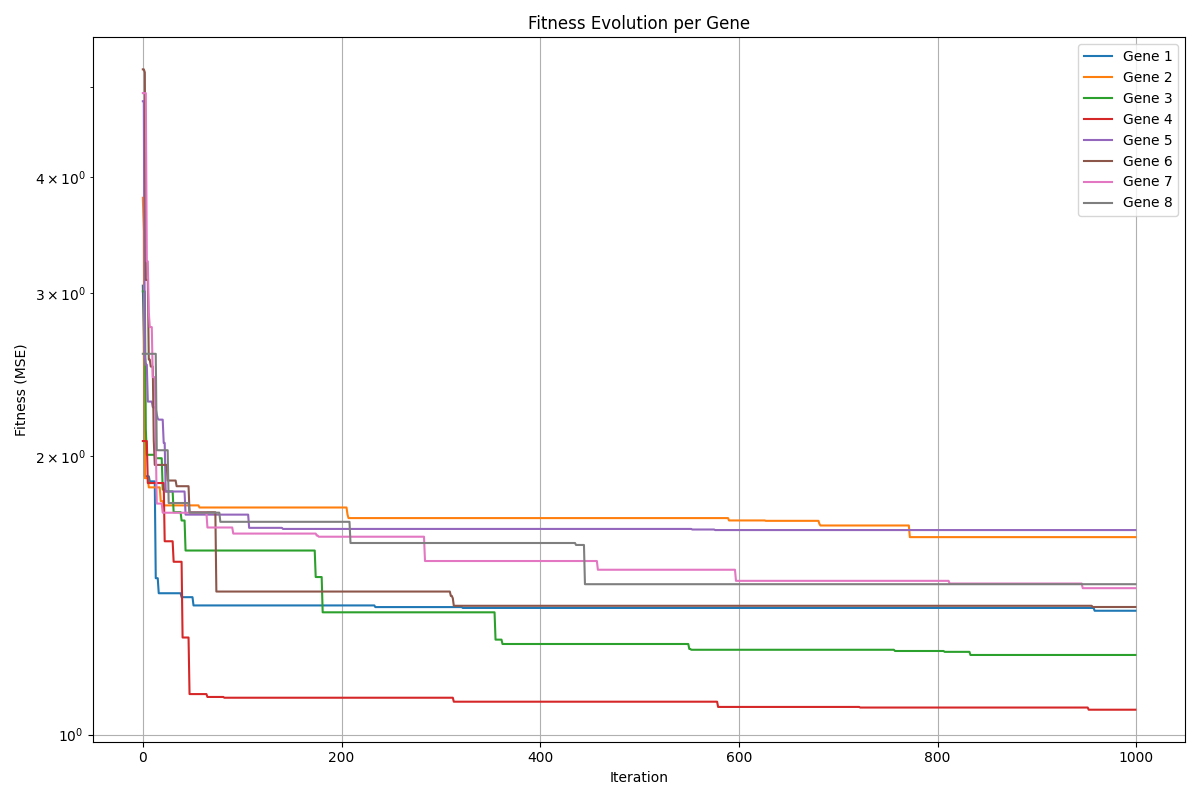 Fitness Evolution per Gene
Gene 1
Gene 2
Gene 3
Gene 4
Gene 5
Gene 6
Gene 7
Gene 8
4 × 10⁰
3 × 10⁰
2 × 10⁰
10⁰
Fitness (MSE)
0 200 400 600 800 1000
Iteration